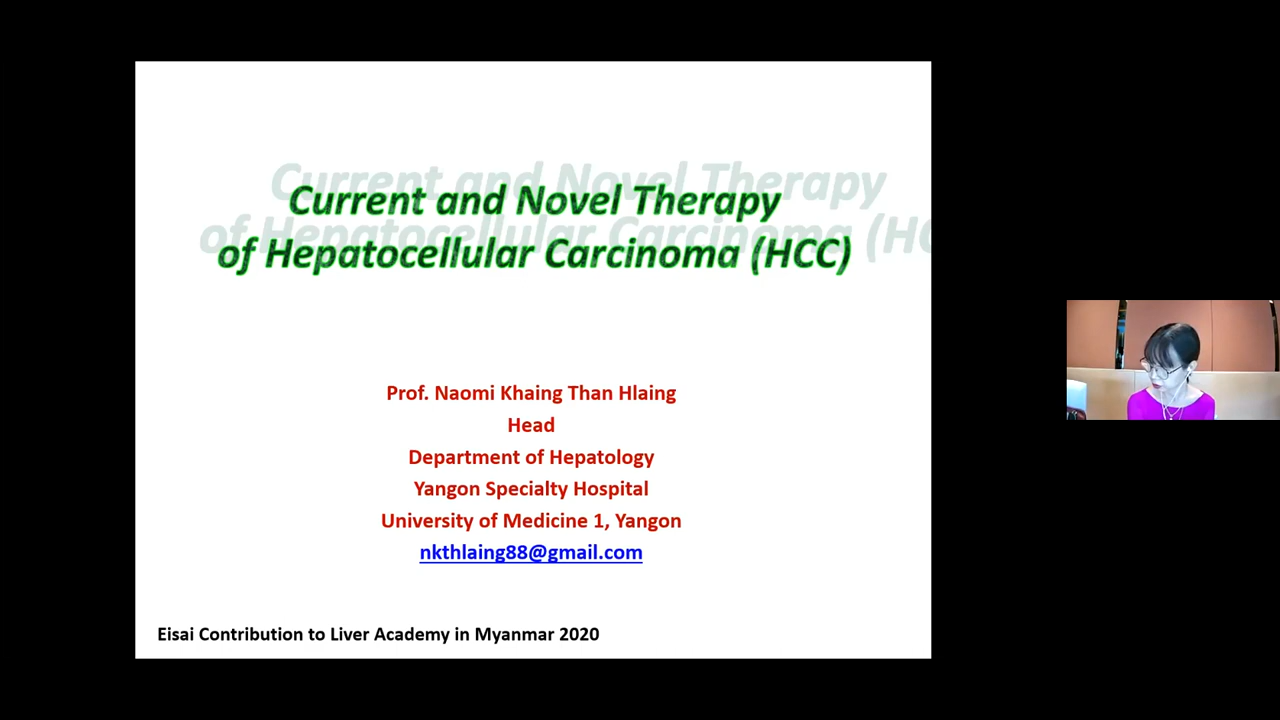 Current and Novel Therapy
of Hepatocellular Carcinoma (HCC)
Prof. Naomi Khaing Than Hlaing
Head
Department of Hepatology
Yangon Specialty Hospital
University of Medicine 1, Yangon
nkthlaing88@gmail.com
Eisai Contribution to Liver Academy in Myanmar 2020